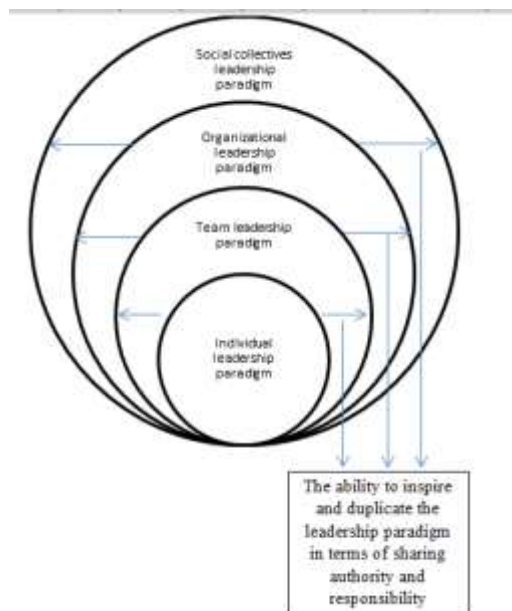 Social collectives
leadership
paradigm
Organizational
leadership
paradigm
Team leadership
paradigm
Individual
leadership
paradigm
The ability to inspire
and duplicate the
leadership paradigm
in terms of sharing
authority and
responsibility